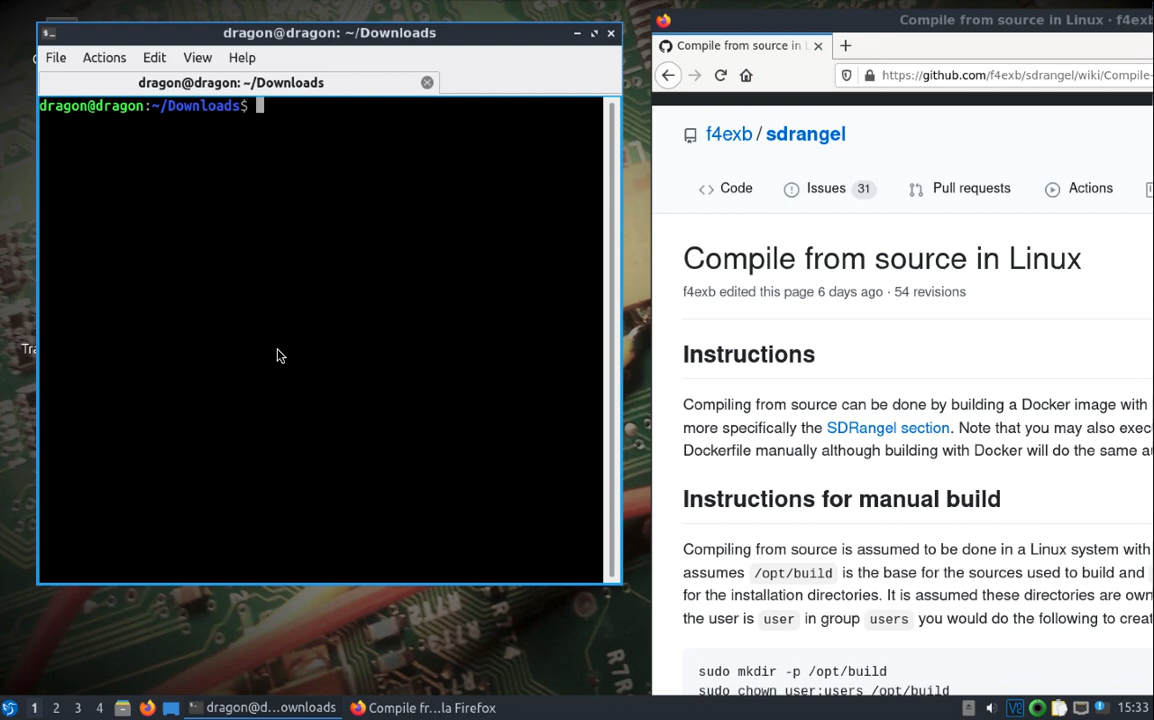 dragon@dragon: ~/Downloads
File Actions Edit View Help
dragon@dragon: ~/Downloads
dragon@dragon:~/Downloads$
Compile from source in Linux · f4exb
Compile from source in L
https://github.com/f4exb/sdrangel/wiki/Compile-
f4exb / sdrangel
Code Issues 31 Pull requests Actions
Compile from source in Linux
f4exb edited this page 6 days ago · 54 revisions
Instructions
Compiling from source can be done by building a Docker image with
more specifically the SDRangel section. Note that you may also exec
Dockerfile manually although building with Docker will do the same a
Instructions for manual build
Compiling from source is assumed to be done in a Linux system with
assumes /opt/build is the base for the sources used to build and
for the installation directories. It is assumed these directories are own
the user is user in group users you would do the following to creat
sudo mkdir -p /opt/build
sudo chown user:users /opt/build
R7R
1 2 3 4 dragon@d...ownloads Compile fr...la Firefox 15:33